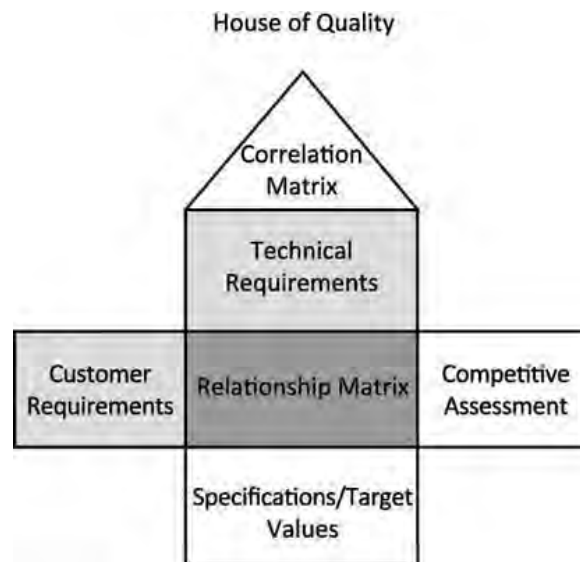 House of Quality
Correlation
Matrix
Technical
Requirements
Customer
Requirements
Relationship Matrix
Competitive
Assessment
Specifications/Target
Values